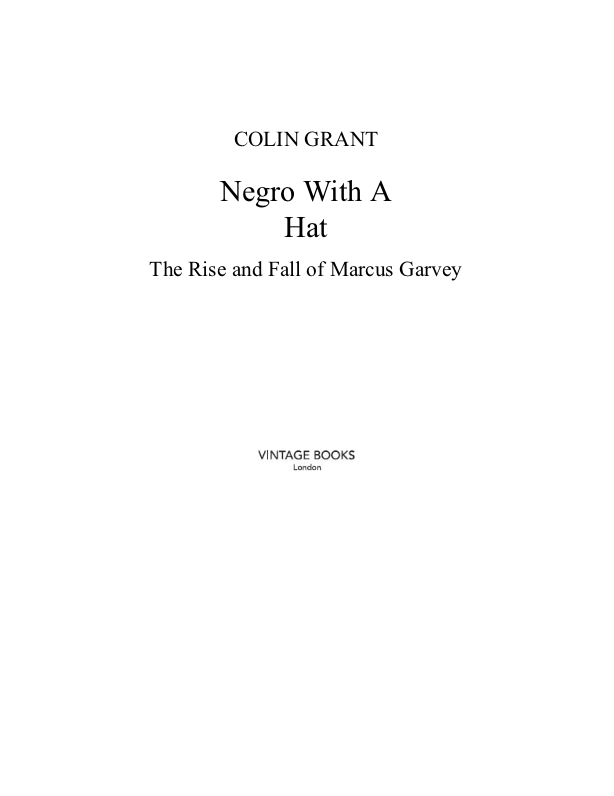 COLIN GRANT
Negro With A
Hat
The Rise and Fall of Marcus Garvey
VINTAGE BOOKS
London